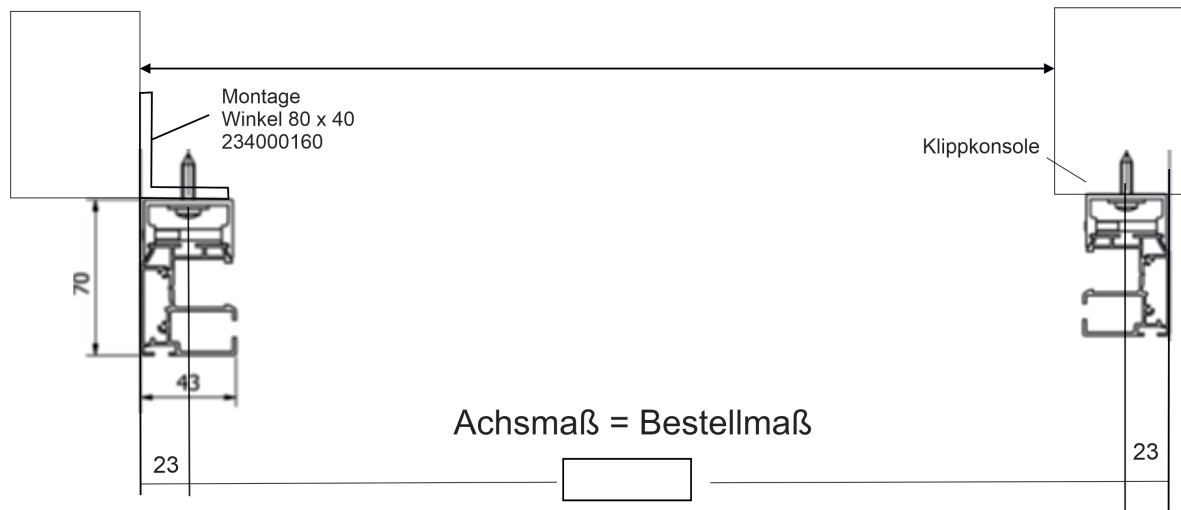 Montage
Winkel 80 x 40
234000160
Klippkonsole
70
43
Achsmaß = Bestellmaß
23
23